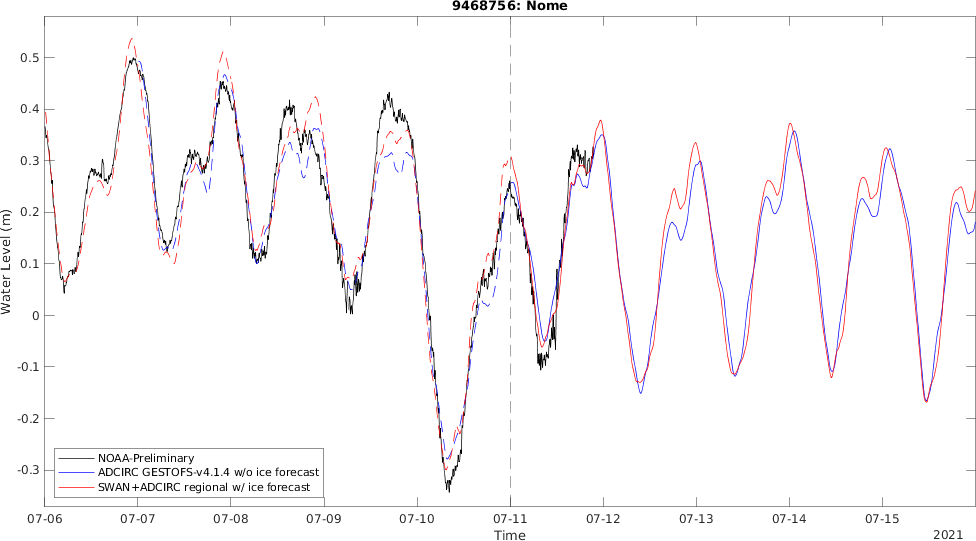 9468756: Nome
0.5
0.4
0.3
0.2
0.1
0
-0.1
-0.2
-0.3
Water Level (m)
NOAA-Preliminary
ADCIRC GESTOFS-v4.1.4 w/o ice forecast
SWAN+ADCIRC regional w/ ice forecast
07-06 07-07 07-08 07-09 07-10 07-11 07-12 07-13 07-14 07-15
Time
2021